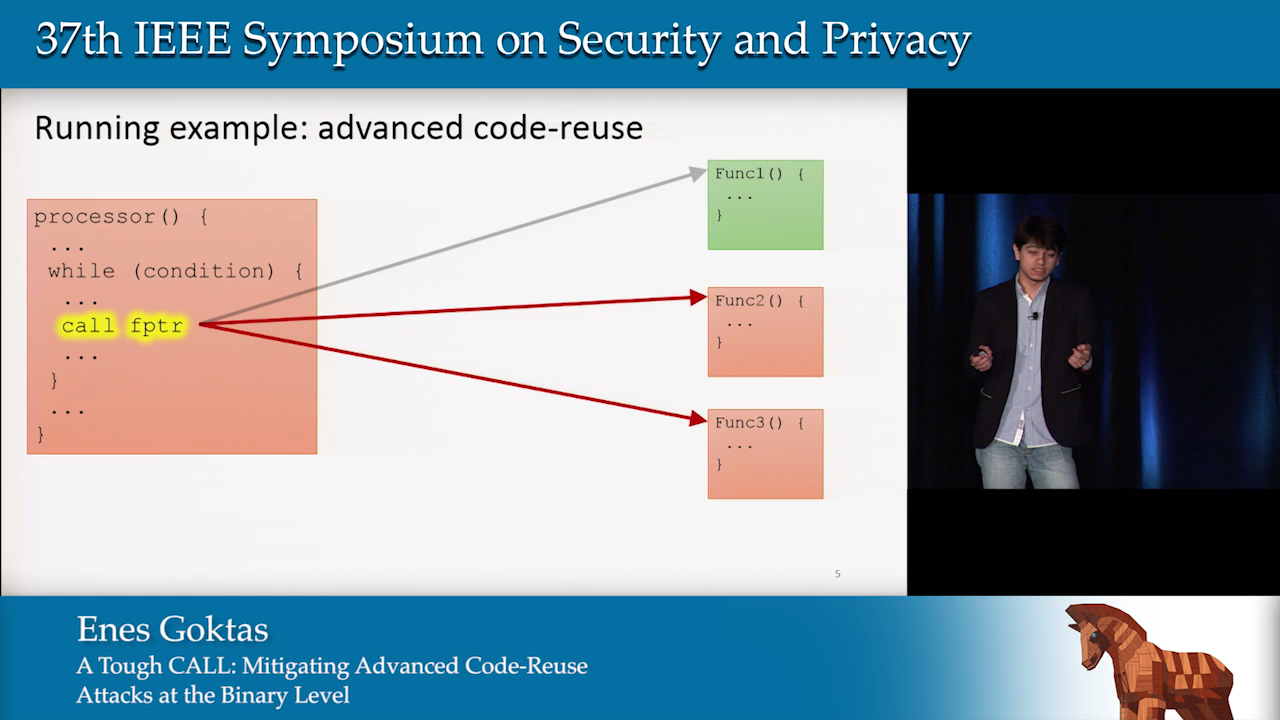 37th IEEE Symposium on Security and Privacy
Running example: advanced code-reuse
processor() {
...
while (condition) {
...
call fptr
...
}
...
}
Func1() {
...
}
Func2() {
...
}
Func3() {
...
}
5
Enes Goktas
A Tough CALL: Mitigating Advanced Code-Reuse
Attacks at the Binary Level